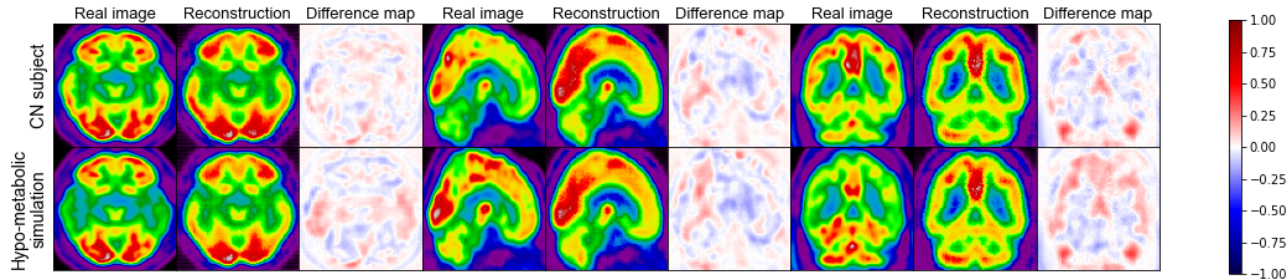 Real image Reconstruction Difference map Real image Reconstruction Difference map Real image Reconstruction Difference map
CN subject
Hypo-metabolic
simulation
1.00
0.75
0.50
0.25
0.00
−0.25
−0.50
−0.75
−1.00